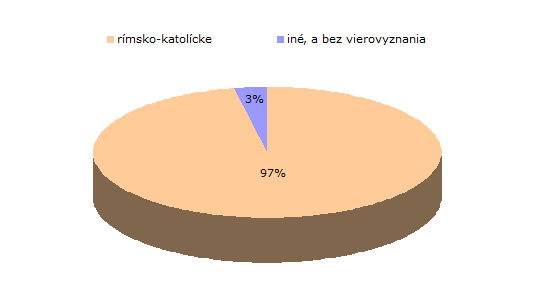 rímsko-katolícke
iné, a bez vierovyznania
3%
97%